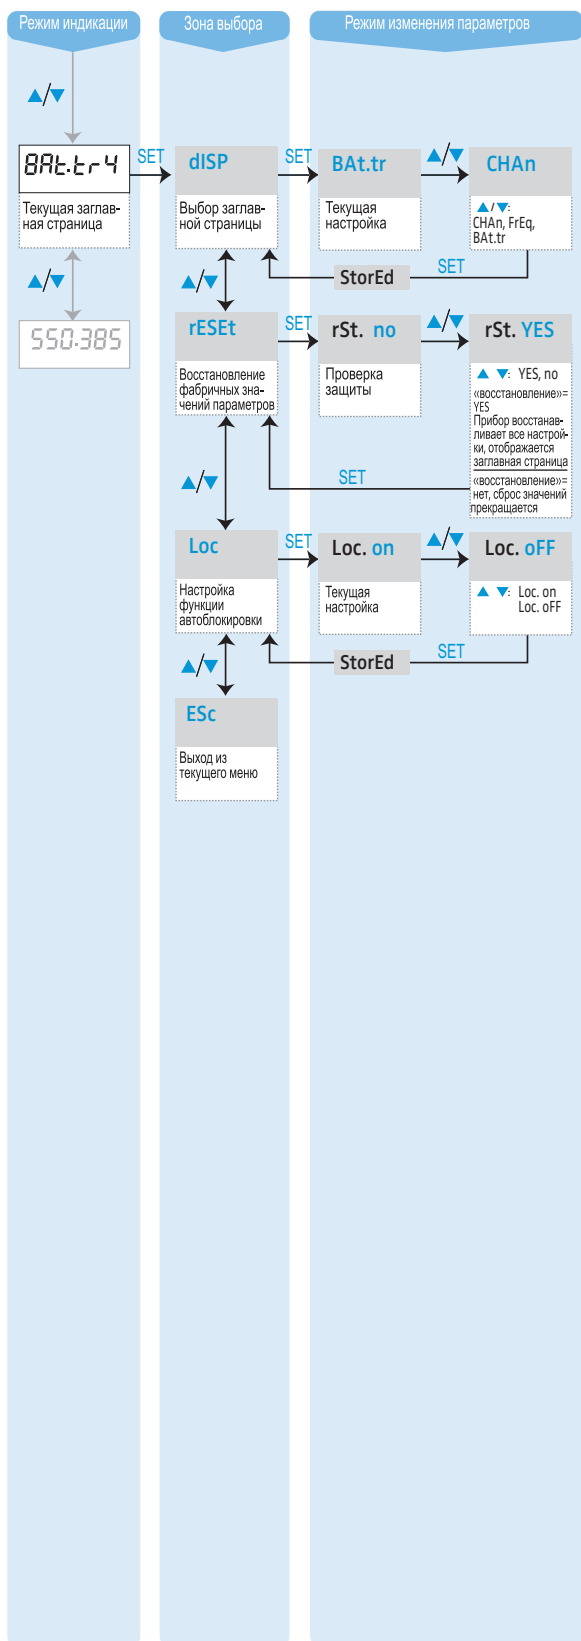 Режим индикации
Зона выбора
Режим изменения параметров
▲/▼
BAt.tr 4
SET
dISP
SET
BAt.tr
▲/▼
CHAn
Текущая заглав-
ная страница
Выбор заглав-
ной страницы
Текущая
настройка
▲/▼:
CHAn, FrEq,
BAt.tr
▲/▼
▲/▼
StorEd
SET
550.385
rESEt
SET
rSt. no
▲/▼
rSt. YES
Восстановление
фабричных зна-
чений параметров
Проверка
защиты
▲ ▼: YES, no
«восстановление»=
YES
Прибор восстанав-
ливает все настрой-
ки, отображается
заглавная страница
«восстановление»=
нет, сброс значений
прекращается
▲/▼
SET
Loc
SET
Loc. on
▲/▼
Loc. oFF
Настройка
функции
автоблокировки
Текущая
настройка
▲ ▼: Loc. on
Loc. oFF
▲/▼
StorEd
SET
ESc
Выход из
текущего меню